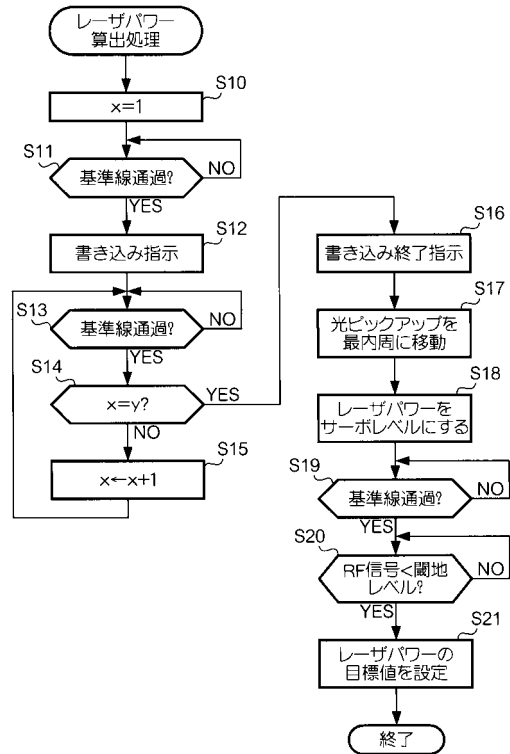 レーザパワー
算出処理
S10
x=1
S11
基準線通過?
NO
YES
S12
書き込み指示
S13
基準線通過?
NO
YES
S14
x=y?
YES
NO
S15
x←x+1
S16
書き込み終了指示
S17
光ピックアップを
最内周に移動
S18
レーザパワーを
サーボレベルにする
S19
基準線通過?
NO
YES
S20
RF信号<閾地
レベル?
NO
YES
S21
レーザパワーの
目標値を設定
終了